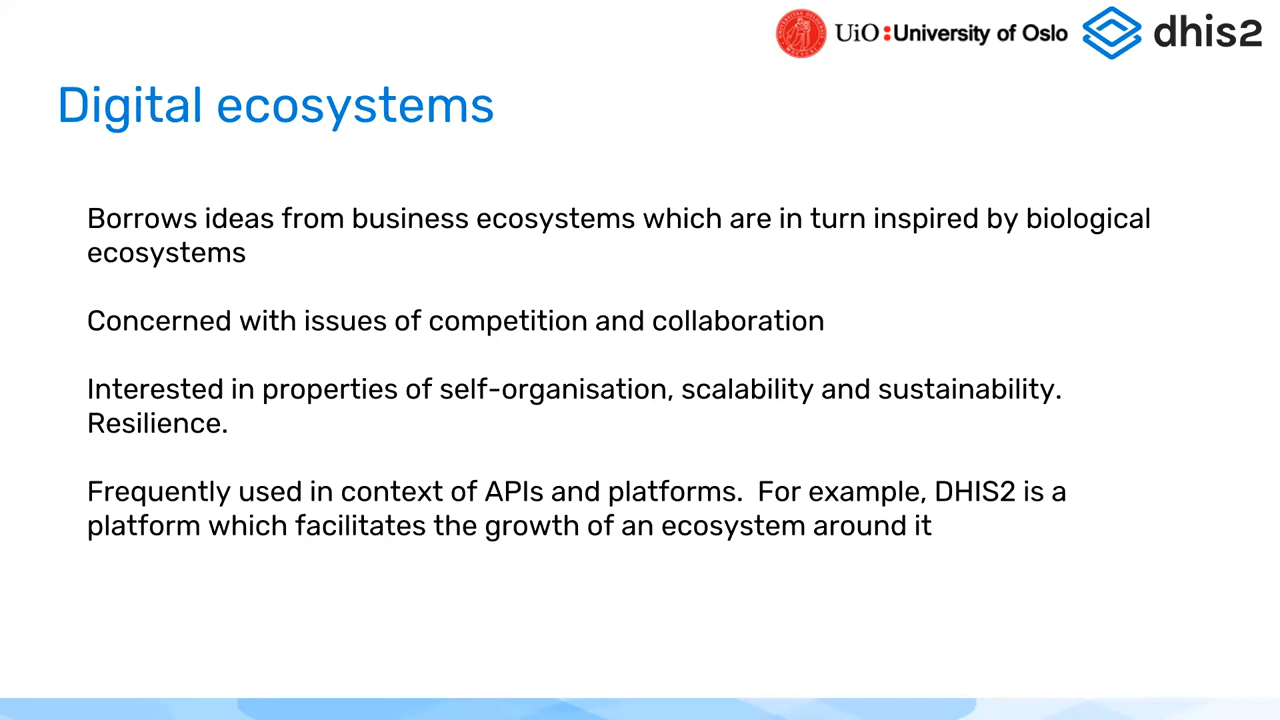 UiO:University of Oslo
dhis2
Digital ecosystems
Borrows ideas from business ecosystems which are in turn inspired by biological
ecosystems
Concerned with issues of competition and collaboration
Interested in properties of self-organisation, scalability and sustainability.
Resilience.
Frequently used in context of APIs and platforms.  For example, DHIS2 is a
platform which facilitates the growth of an ecosystem around it